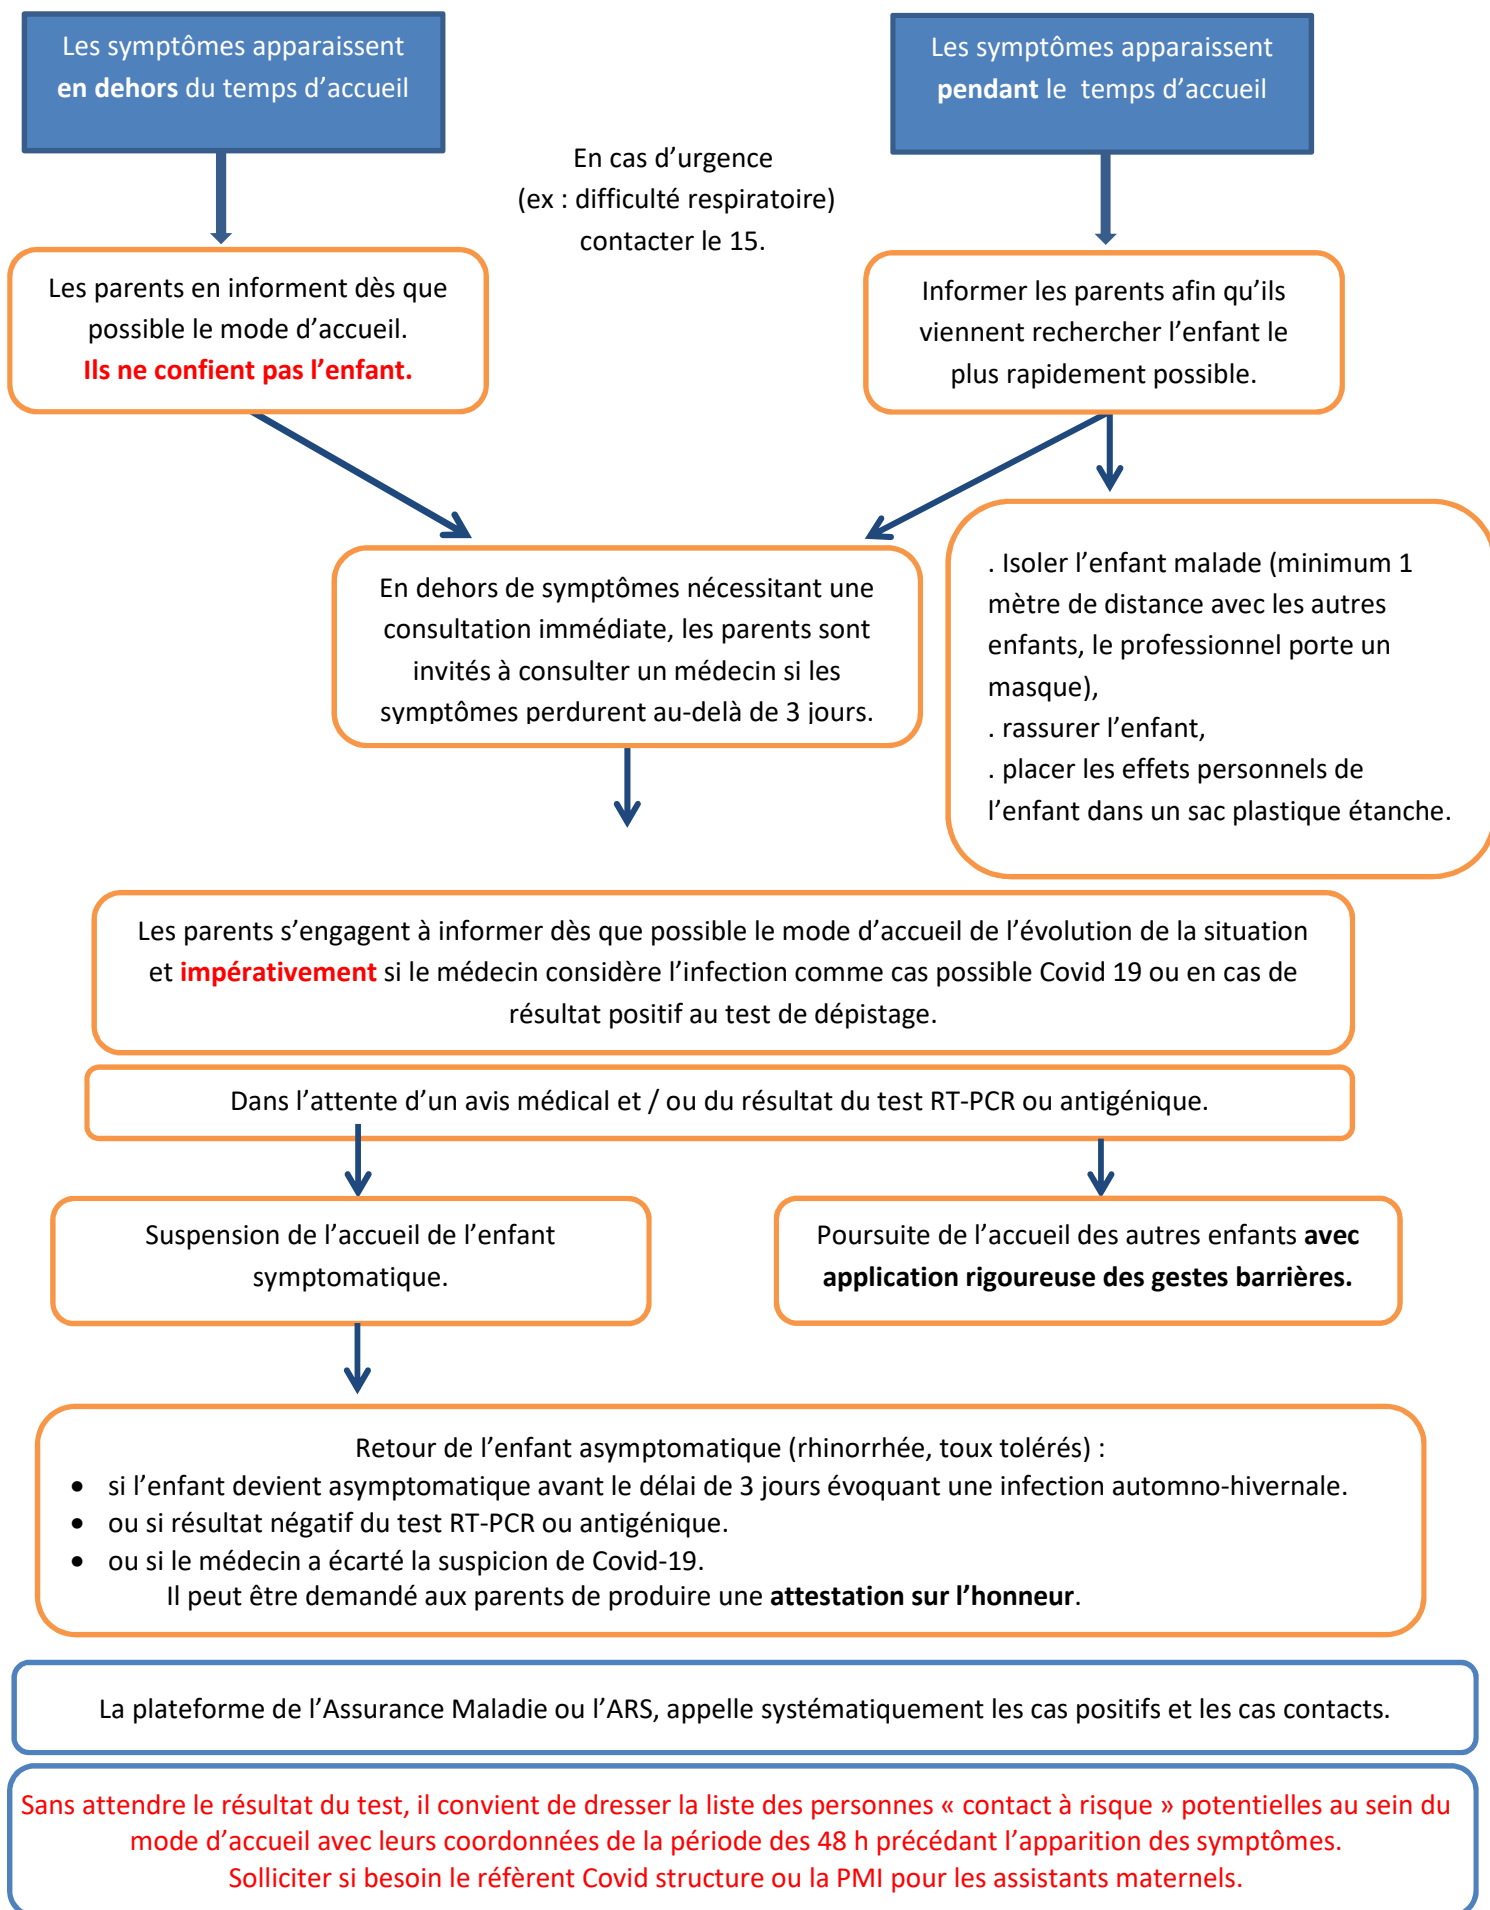 Les symptômes apparaissent
en dehors du temps d’accueil
Les symptômes apparaissent
pendant le temps d’accueil
En cas d’urgence
(ex : difficulté respiratoire)
contacter le 15.
Les parents en informent dès que
possible le mode d’accueil.
Ils ne confient pas l’enfant.
Informer les parents afin qu’ils
viennent rechercher l’enfant le
plus rapidement possible.
En dehors de symptômes nécessitant une
consultation immédiate, les parents sont
invités à consulter un médecin si les
symptômes perdurent au-delà de 3 jours.
. Isoler l’enfant malade (minimum 1
mètre de distance avec les autres
enfants, le professionnel porte un
masque),
. rassurer l’enfant,
. placer les effets personnels de
l’enfant dans un sac plastique étanche.
Les parents s’engagent à informer dès que possible le mode d’accueil de l’évolution de la situation
et impérativement si le médecin considère l’infection comme cas possible Covid 19 ou en cas de
résultat positif au test de dépistage.
Dans l’attente d’un avis médical et / ou du résultat du test RT-PCR ou antigénique.
Suspension de l’accueil de l’enfant
symptomatique.
Poursuite de l’accueil des autres enfants avec
application rigoureuse des gestes barrières.
Retour de l’enfant asymptomatique (rhinorrhée, toux tolérés) :
• si l’enfant devient asymptomatique avant le délai de 3 jours évoquant une infection automno-hivernale.
• ou si résultat négatif du test RT-PCR ou antigénique.
• ou si le médecin a écarté la suspicion de Covid-19.
Il peut être demandé aux parents de produire une attestation sur l’honneur.
La plateforme de l’Assurance Maladie ou l’ARS, appelle systématiquement les cas positifs et les cas contacts.
Sans attendre le résultat du test, il convient de dresser la liste des personnes « contact à risque » potentielles au sein du
mode d’accueil avec leurs coordonnées de la période des 48 h précédant l’apparition des symptômes.
Solliciter si besoin le réfèrent Covid structure ou la PMI pour les assistants maternels.